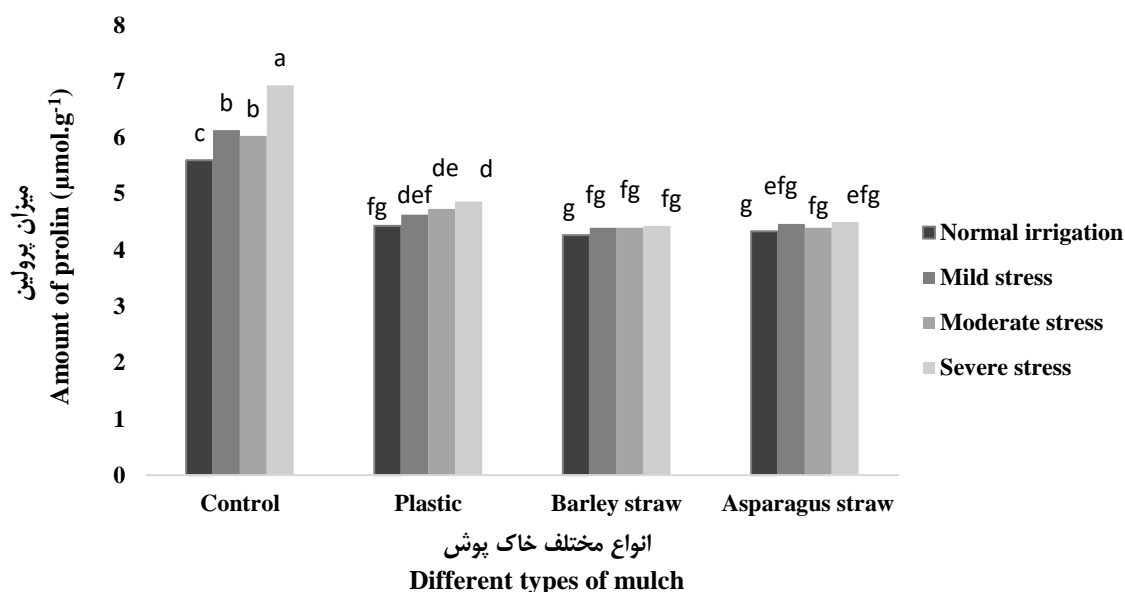 8
7
6
5
4
3
2
1
0
میزان پرولین
Amount of prolin (µmol.g-1)
c b b a
fg def de d
g fg fg fg
g efg fg efg
Control Plastic Barley straw Asparagus straw
انواع مختلف خاک پوش
Different types of mulch
Normal irrigation
Mild stress
Moderate stress
Severe stress